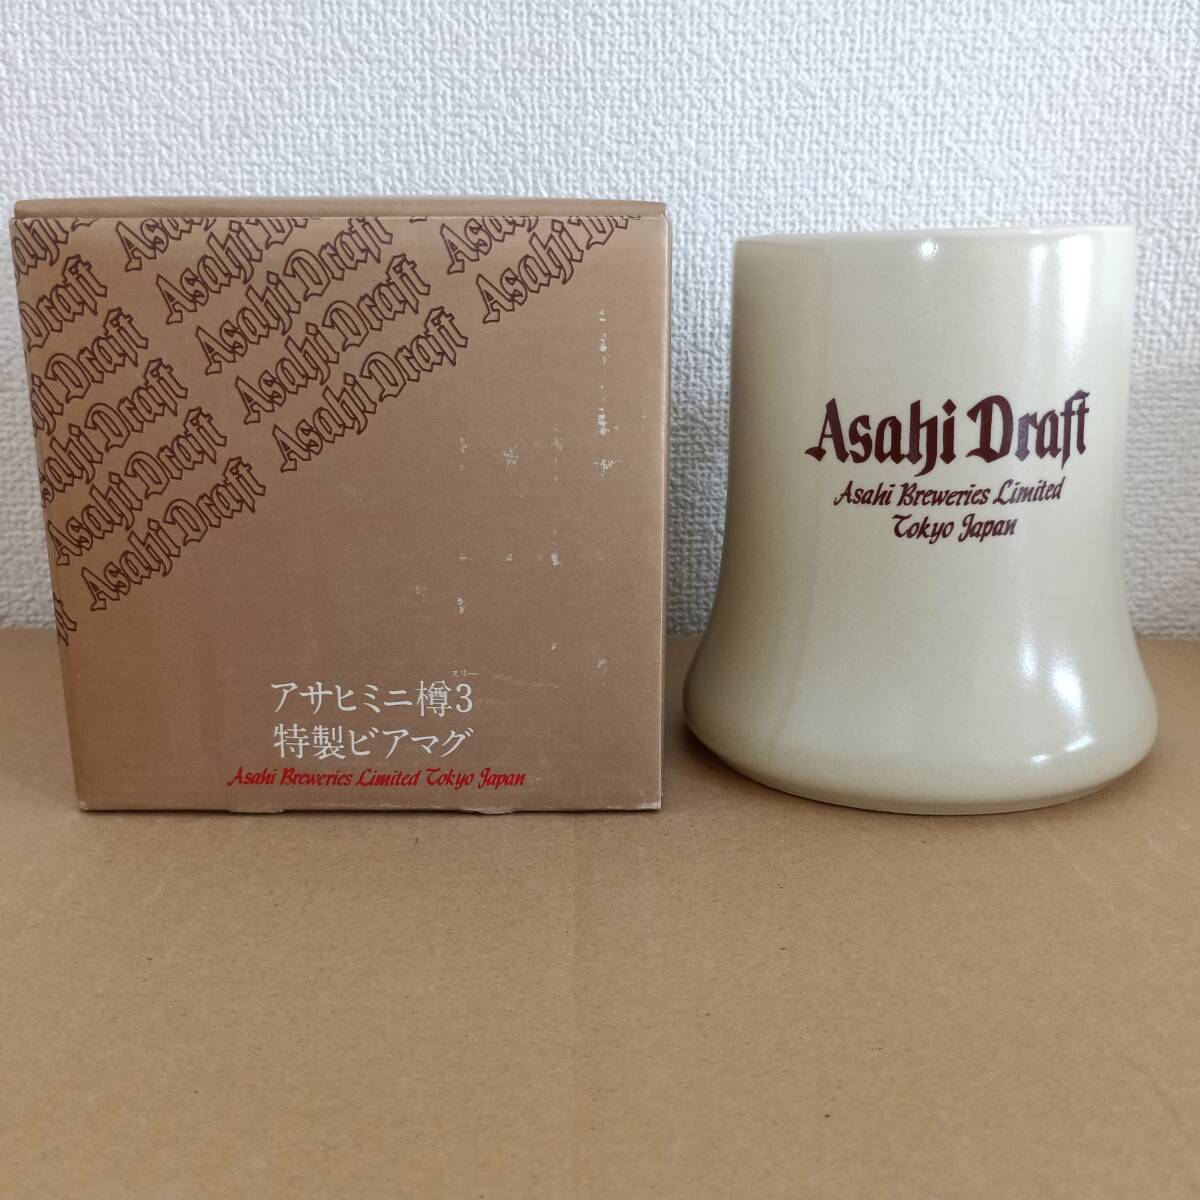 Asahi Draft
Asahi Draft
Asahi Draft
Asahi Draft
Asahi Draft
Asahi Draft
Asahi Draft
スリー
アサヒミニ樽3
特製ビアマグ
Asahi Breweries Limited Tokyo Japan
Asahi Draft
Asahi Breweries Limited
Tokyo Japan